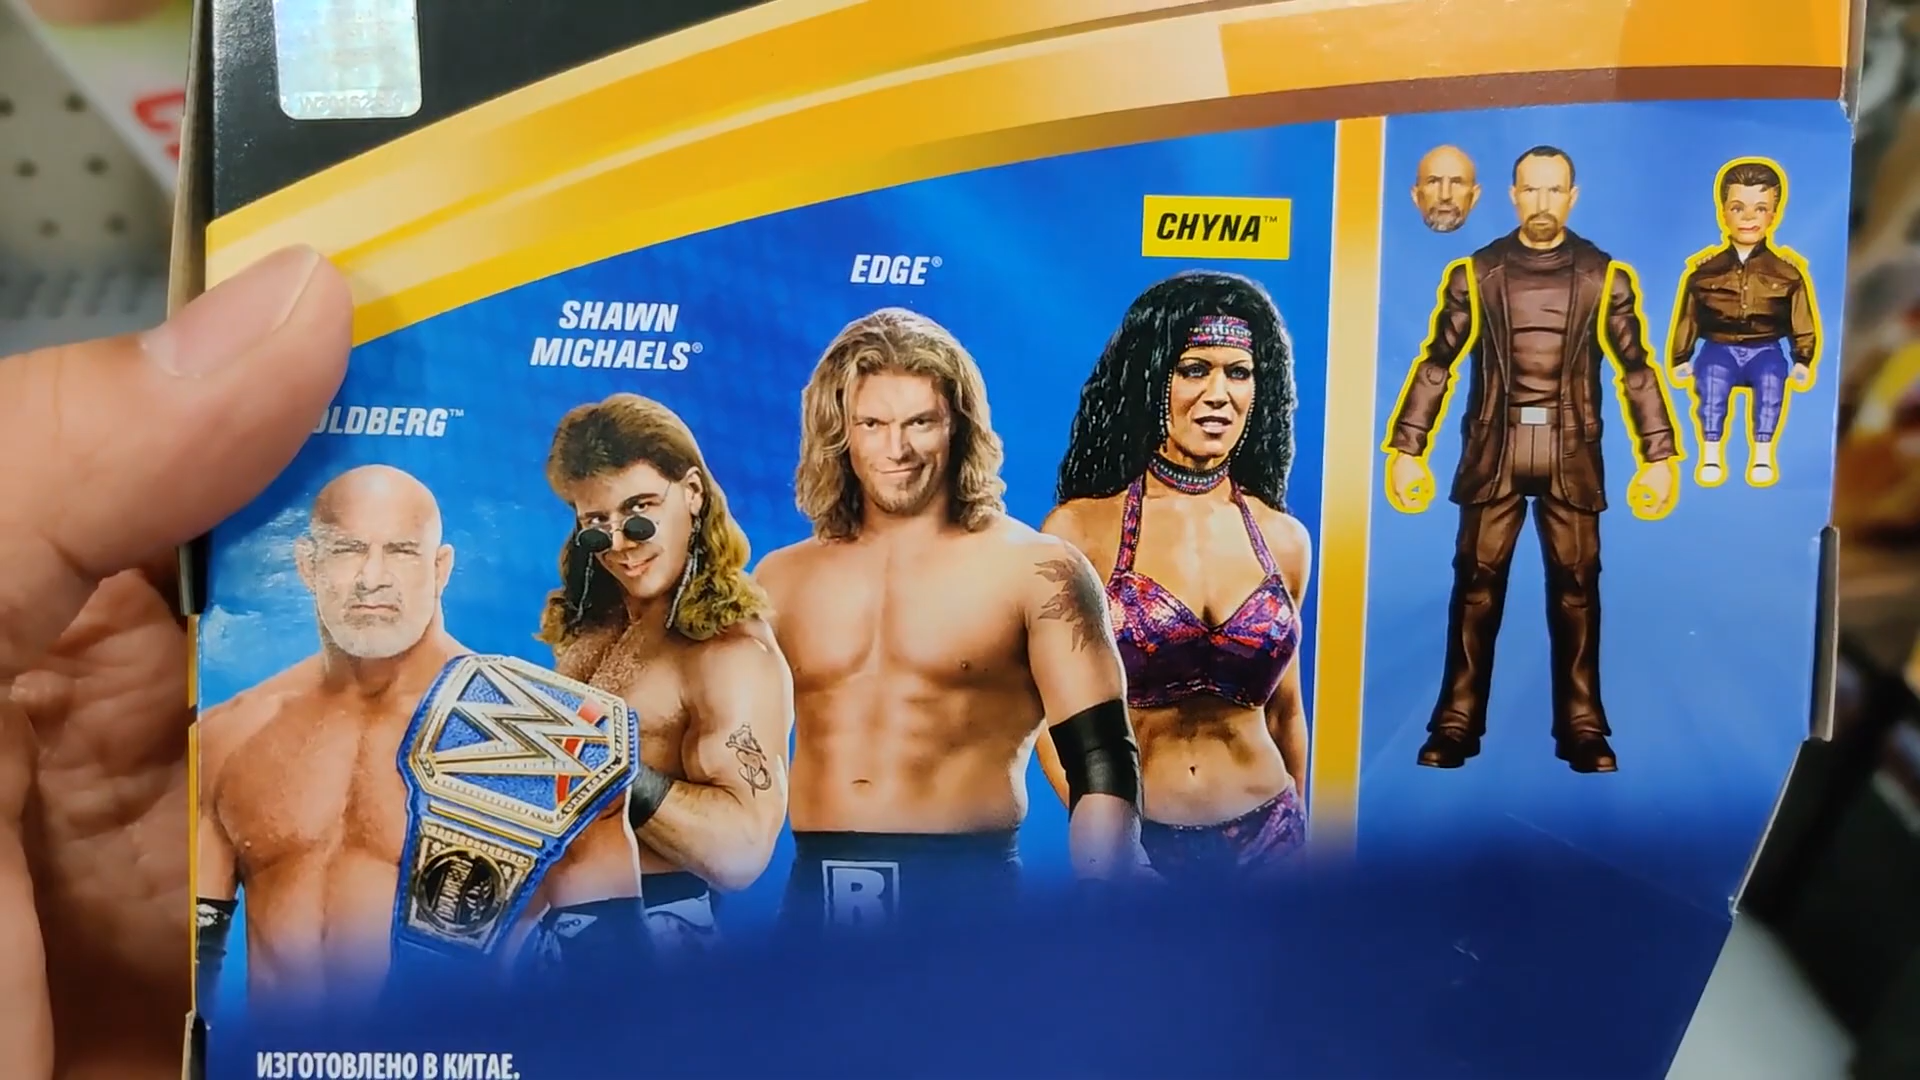 CHYNA™
EDGE®
SHAWN
MICHAELS®
OLDBERG™
R
ИЗГОТОВЛЕНО В КИТАЕ.